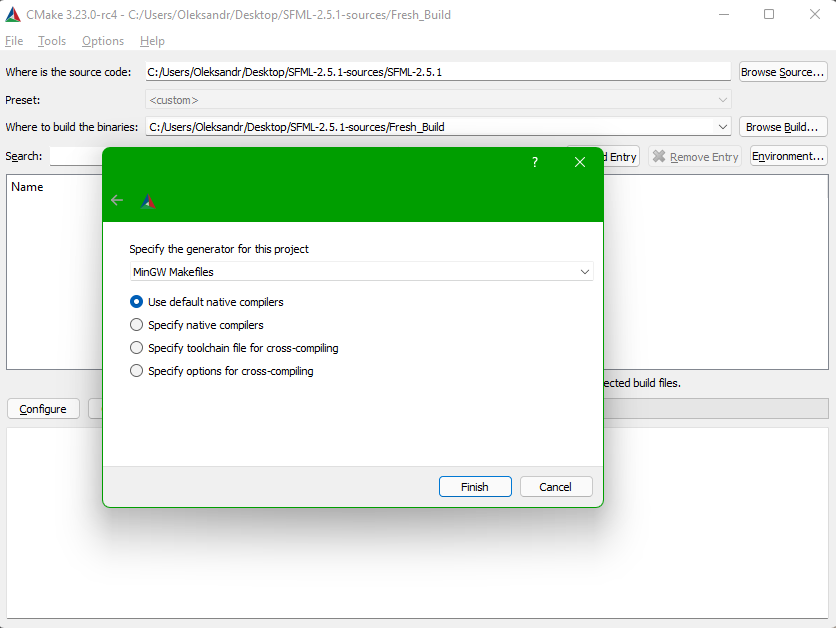 CMake 3.23.0-rc4 - C:/Users/Oleksandr/Desktop/SFML-2.5.1-sources/Fresh_Build
File Tools Options Help
Where is the source code: C:/Users/Oleksandr/Desktop/SFML-2.5.1-sources/SFML-2.5.1 Browse Source...
Preset: <custom>
Where to build the binaries: C:/Users/Oleksandr/Desktop/SFML-2.5.1-sources/Fresh_Build Browse Build...
Search: d Entry Remove Entry Environment...
Name
?
Specify the generator for this project
MinGW Makefiles
Use default native compilers
Specify native compilers
Specify toolchain file for cross-compiling
Specify options for cross-compiling
ected build files.
Configure
Finish Cancel